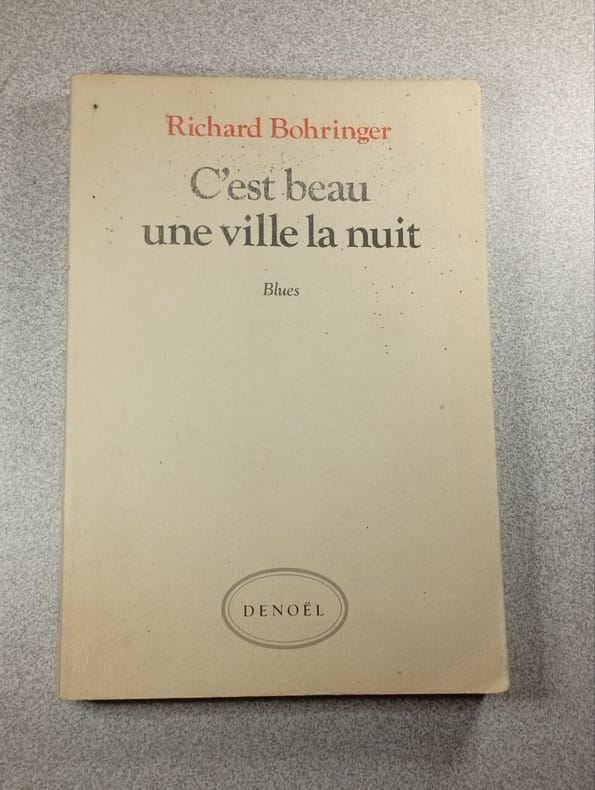 Richard Bohringer
C'est beau
une ville la nuit
Blues
DENOËL